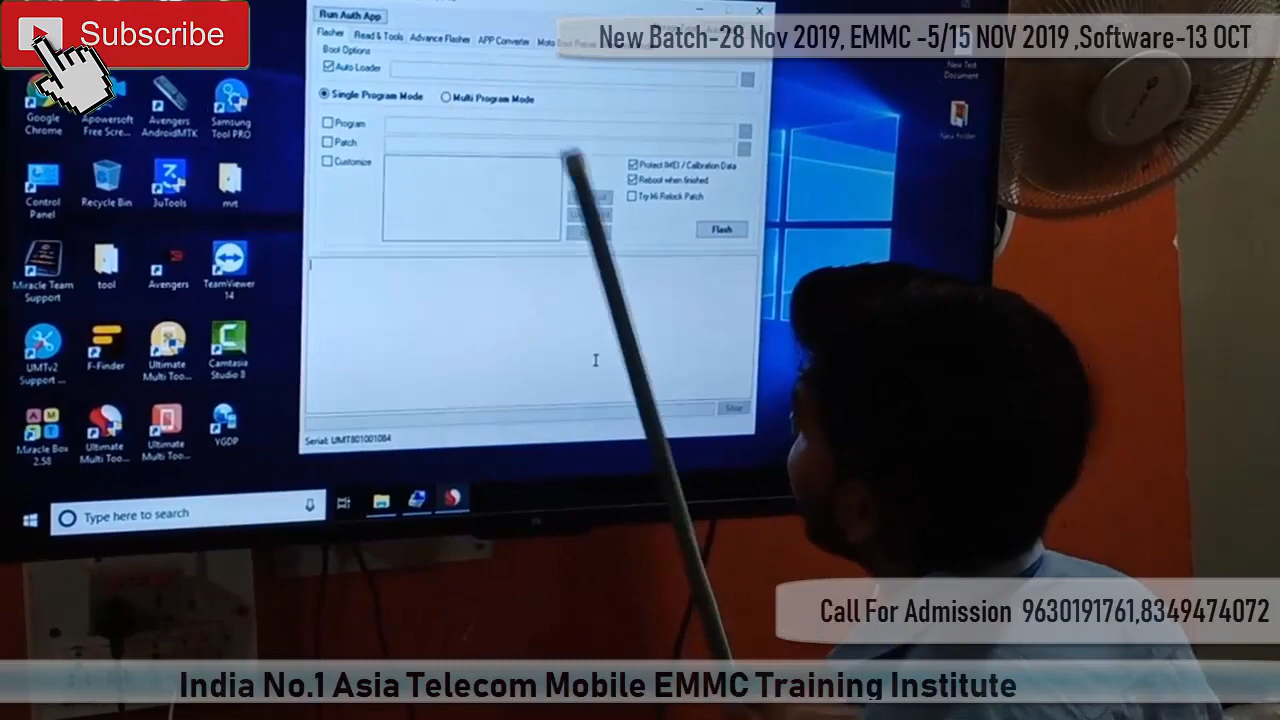 Subscribe
New Batch-28 Nov 2019, EMMC -5/15 NOV 2019 ,Software-13 OCT
Run Auth App
Flasher
Read & Tools
Advance Flasher
APP Converter
Boot Options
Auto Loader
Single Program Mode
Multi Program Mode
Program
Patch
Customize
Protect IMEI / Calibration Data
Reboot when finished
Try Mi Relock Patch
Flash
Stop
Serial: UMT801001084
Google Chrome
Apowersoft Free Scre...
Avengers AndroidMTK
Samsung Tool PRO
Control Panel
Recycle Bin
3uTools
mrt
Miracle Team Support
tool
Avengers
TeamViewer 14
UMTv2 Support ...
F-Finder
Ultimate Multi Too...
Camtasia Studio 8
Miracle Box 2.58
Ultimate Multi Too...
Ultimate Multi Too...
YGDP
New Text Document
New folder
Type here to search
Call For Admission 9630191761,8349474072
India No.1 Asia Telecom Mobile EMMC Training Institute